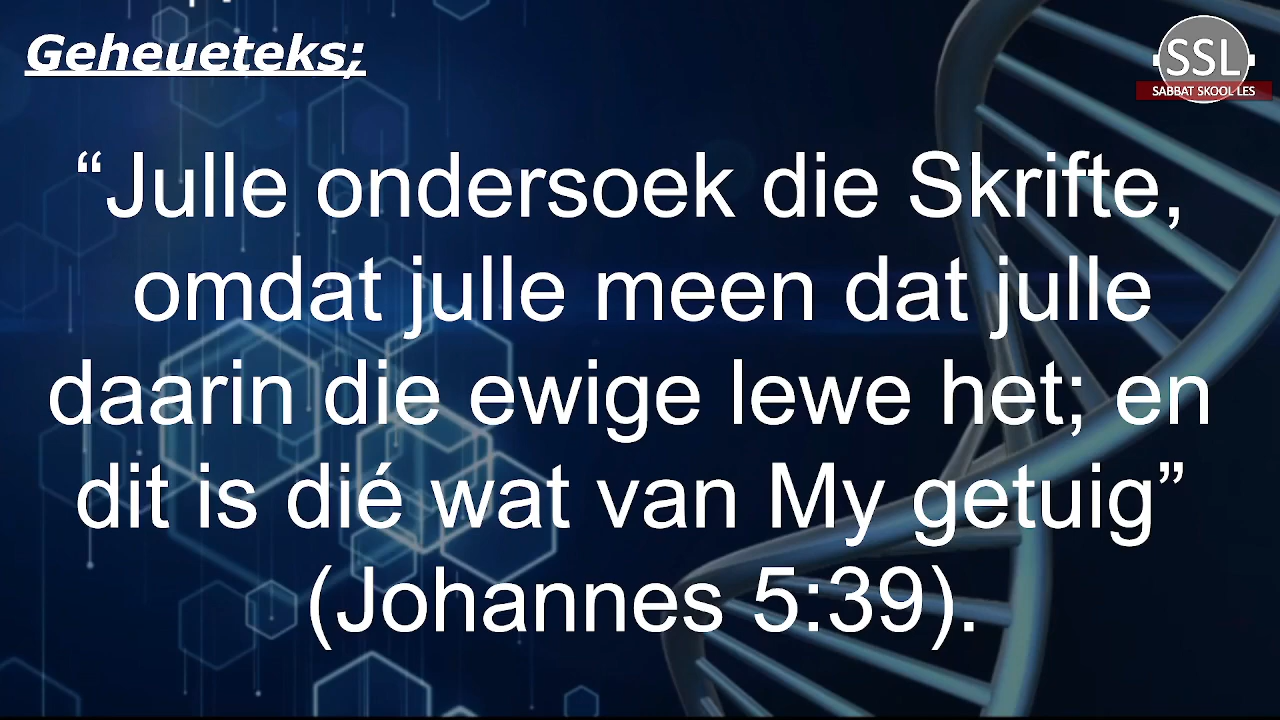 Geheueteks;
SSL
SABBAT SKOOL LES
“Julle ondersoek die Skrifte,
omdat julle meen dat julle
daarin die ewige lewe het; en
dit is dié wat van My getuig”
(Johannes 5:39).